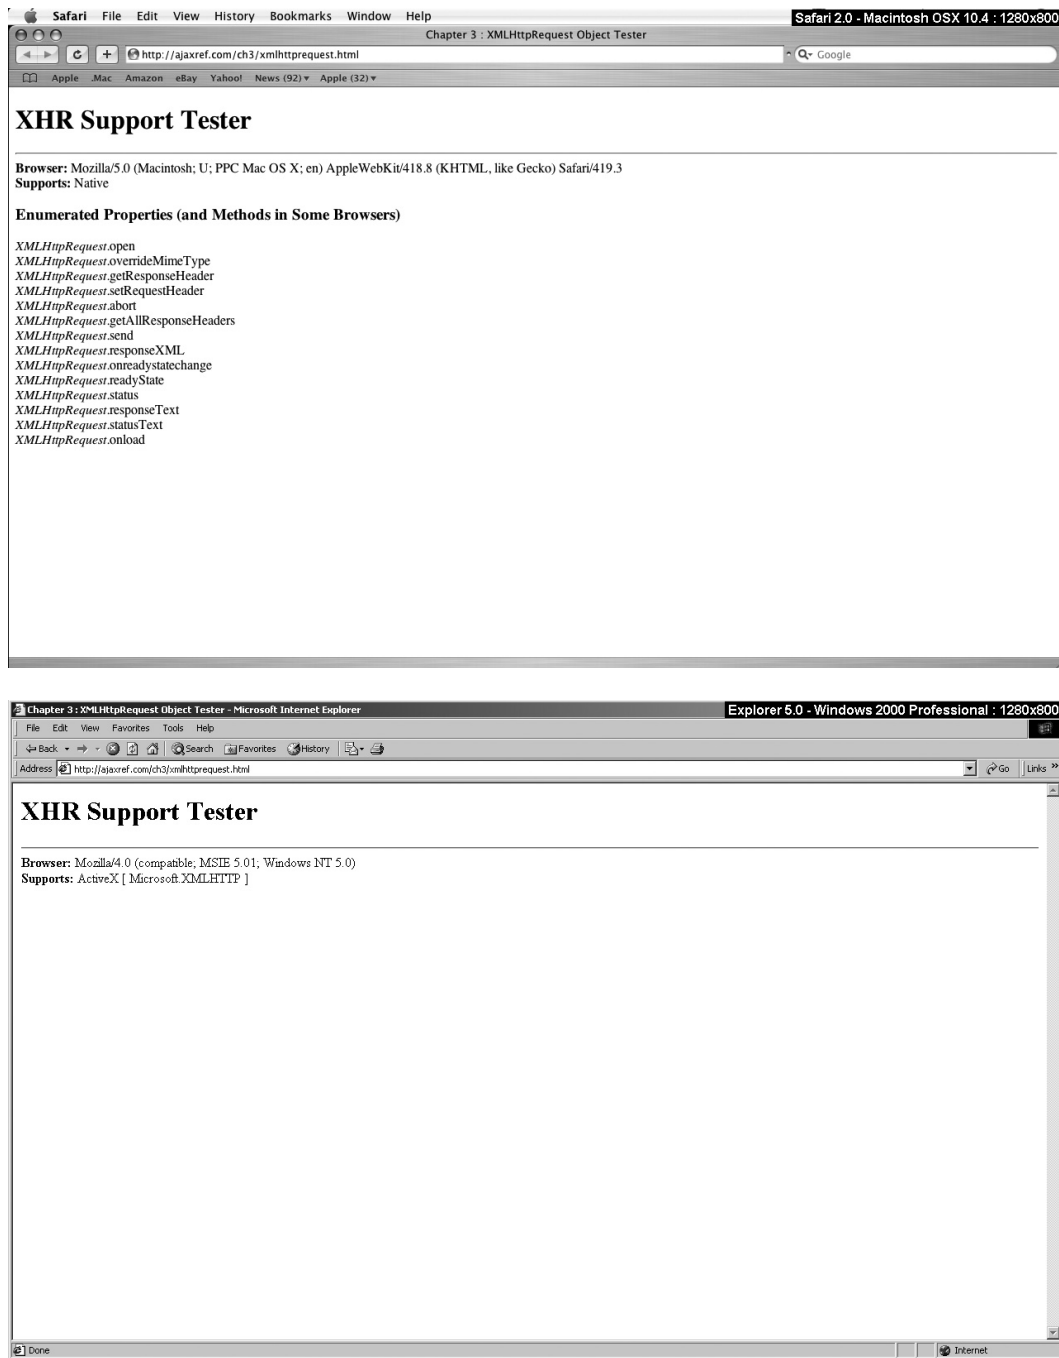 Safari File Edit View History Bookmarks Window Help
Safari 2.0 - Macintosh OSX 10.4 : 1280x800
Chapter 3 : XMLHttpRequest Object Tester
http://ajaxref.com/ch3/xmlhttprequest.html
Google
Apple .Mac Amazon eBay Yahoo! News (92) Apple (32)
XHR Support Tester
Browser: Mozilla/5.0 (Macintosh; U; PPC Mac OS X; en) AppleWebKit/418.8 (KHTML, like Gecko) Safari/419.3
Supports: Native
Enumerated Properties (and Methods in Some Browsers)
XMLHttpRequest.open
XMLHttpRequest.overrideMimeType
XMLHttpRequest.getResponseHeader
XMLHttpRequest.setRequestHeader
XMLHttpRequest.abort
XMLHttpRequest.getAllResponseHeaders
XMLHttpRequest.send
XMLHttpRequest.responseXML
XMLHttpRequest.onreadystatechange
XMLHttpRequest.readyState
XMLHttpRequest.status
XMLHttpRequest.responseText
XMLHttpRequest.statusText
XMLHttpRequest.onload
Chapter 3 : XMLHttpRequest Object Tester - Microsoft Internet Explorer
Explorer 5.0 - Windows 2000 Professional : 1280x800
File Edit View Favorites Tools Help
Back Search Favorites History
Address http://ajaxref.com/ch3/xmlhttprequest.html Go Links »
XHR Support Tester
Browser: Mozilla/4.0 (compatible; MSIE 5.01; Windows NT 5.0)
Supports: ActiveX [ Microsoft.XMLHTTP ]
Done
Internet